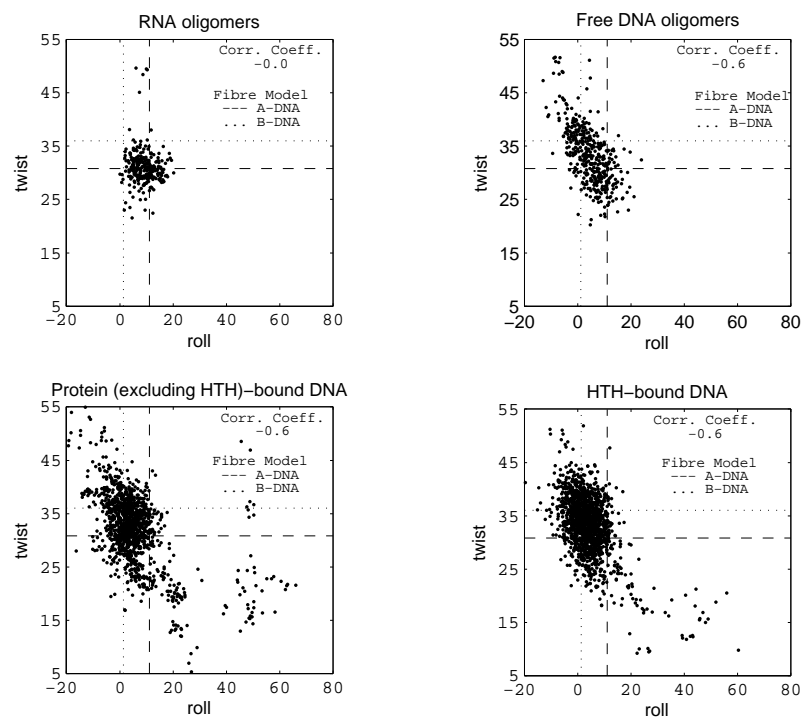 RNA oligomers
55
45
35
25
15
5
twist
Corr. Coeff.
−0.0
Fibre Model
--- A-DNA
... B-DNA
−20 0 20 40 60 80
roll
Free DNA oligomers
55
45
35
25
15
5
twist
Corr. Coeff.
−0.6
Fibre Model
--- A-DNA
... B-DNA
−20 0 20 40 60 80
roll
Protein (excluding HTH)−bound DNA
55
45
35
25
15
5
twist
Corr. Coeff.
−0.6
Fibre Model
--- A-DNA
... B-DNA
−20 0 20 40 60 80
roll
HTH−bound DNA
55
45
35
25
15
5
twist
Corr. Coeff.
−0.6
Fibre Model
--- A-DNA
... B-DNA
−20 0 20 40 60 80
roll